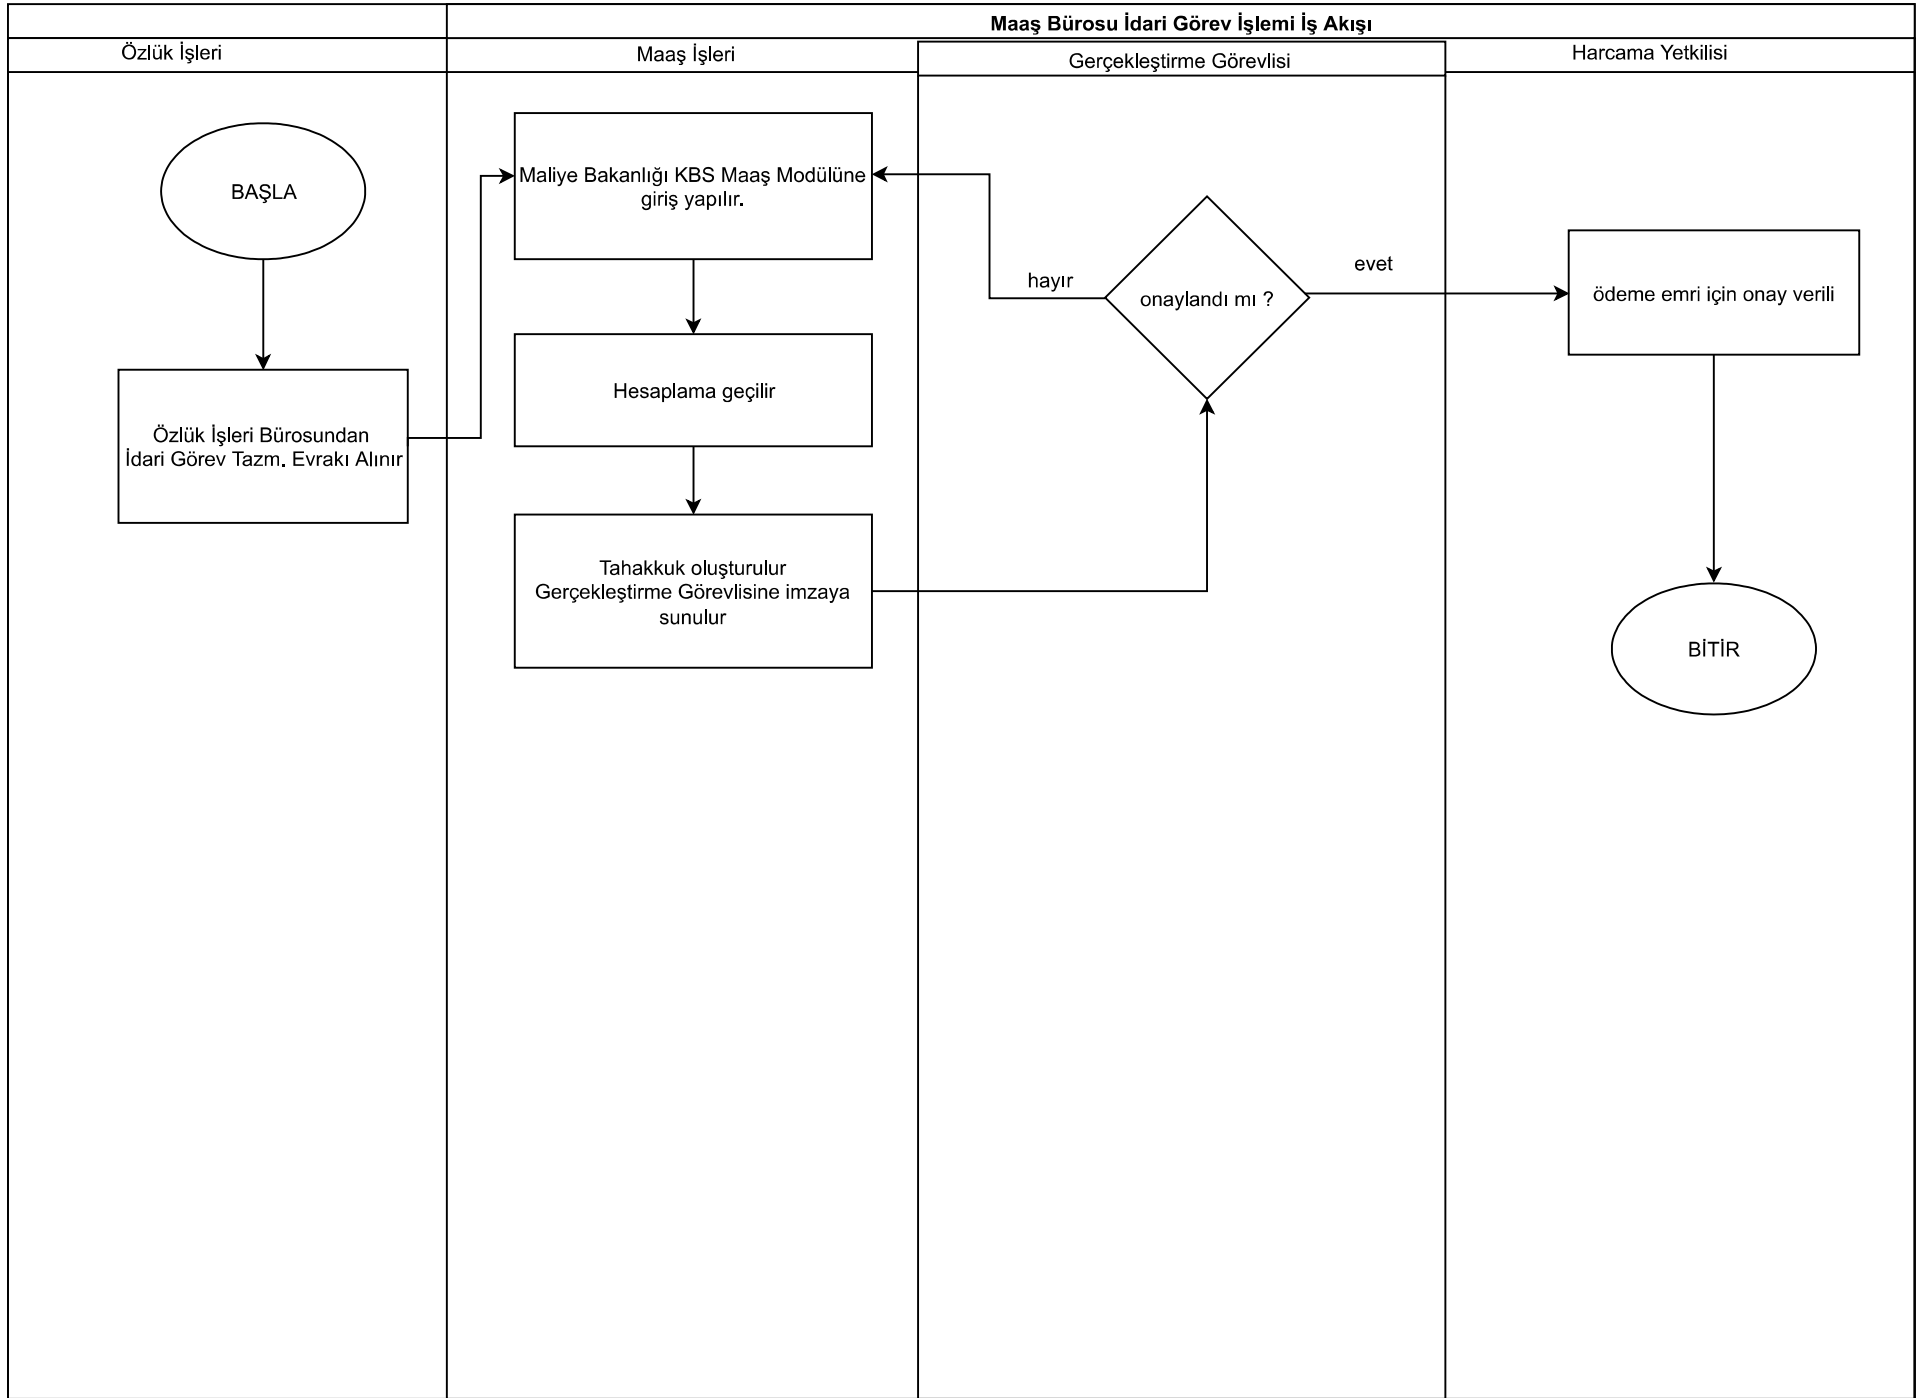 Maaş Bürosu İdari Görev İşlemi İş Akışı
Özlük İşleri
Maaş İşleri
Gerçekleştirme Görevlisi
Harcama Yetkilisi
BAŞLA
Özlük İşleri Bürosundan
İdari Görev Tazm. Evrakı Alınır
Maliye Bakanlığı KBS Maaş Modülüne
giriş yapılır.
Hesaplama geçilir
Tahakkuk oluşturulur
Gerçekleştirme Görevlisine imzaya
sunulur
hayır
onaylandı mı ?
evet
ödeme emri için onay verili
BİTİR